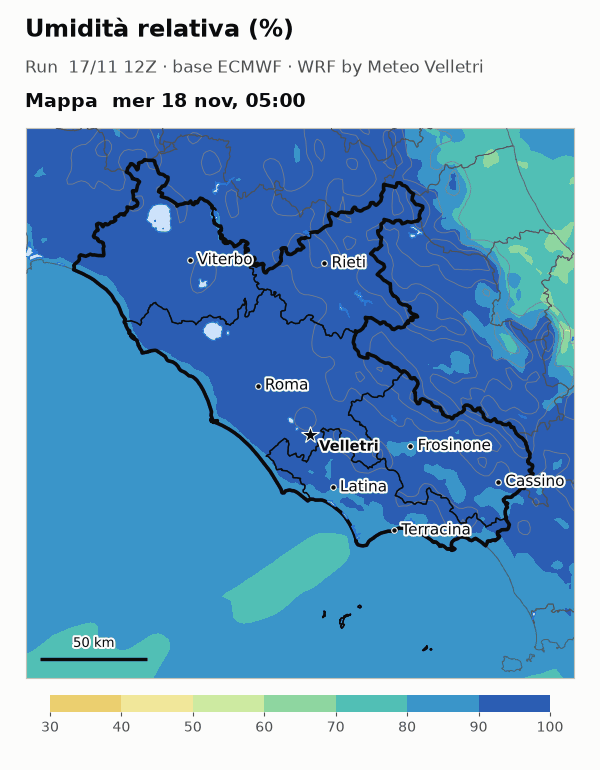 Umidità relativa (%)
Run  17/11 12Z · base ECMWF · WRF by Meteo Velletri
Mappa  mer 18 nov, 05:00
Viterbo
Rieti
Roma
Velletri
Frosinone
Cassino
Latina
Terracina
50 km
30 40 50 60 70 80 90 100